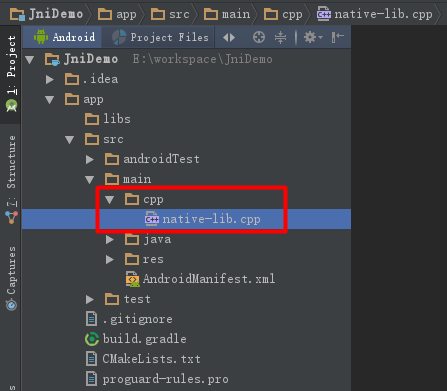 JniDemo app src main cpp native-lib.cpp
Android Project Files
JniDemo E:\workspace\JniDemo
.idea
app
libs
src
androidTest
main
cpp
native-lib.cpp
java
res
AndroidManifest.xml
test
.gitignore
build.gradle
CMakeLists.txt
proguard-rules.pro
1: Project
7: Structure
Captures